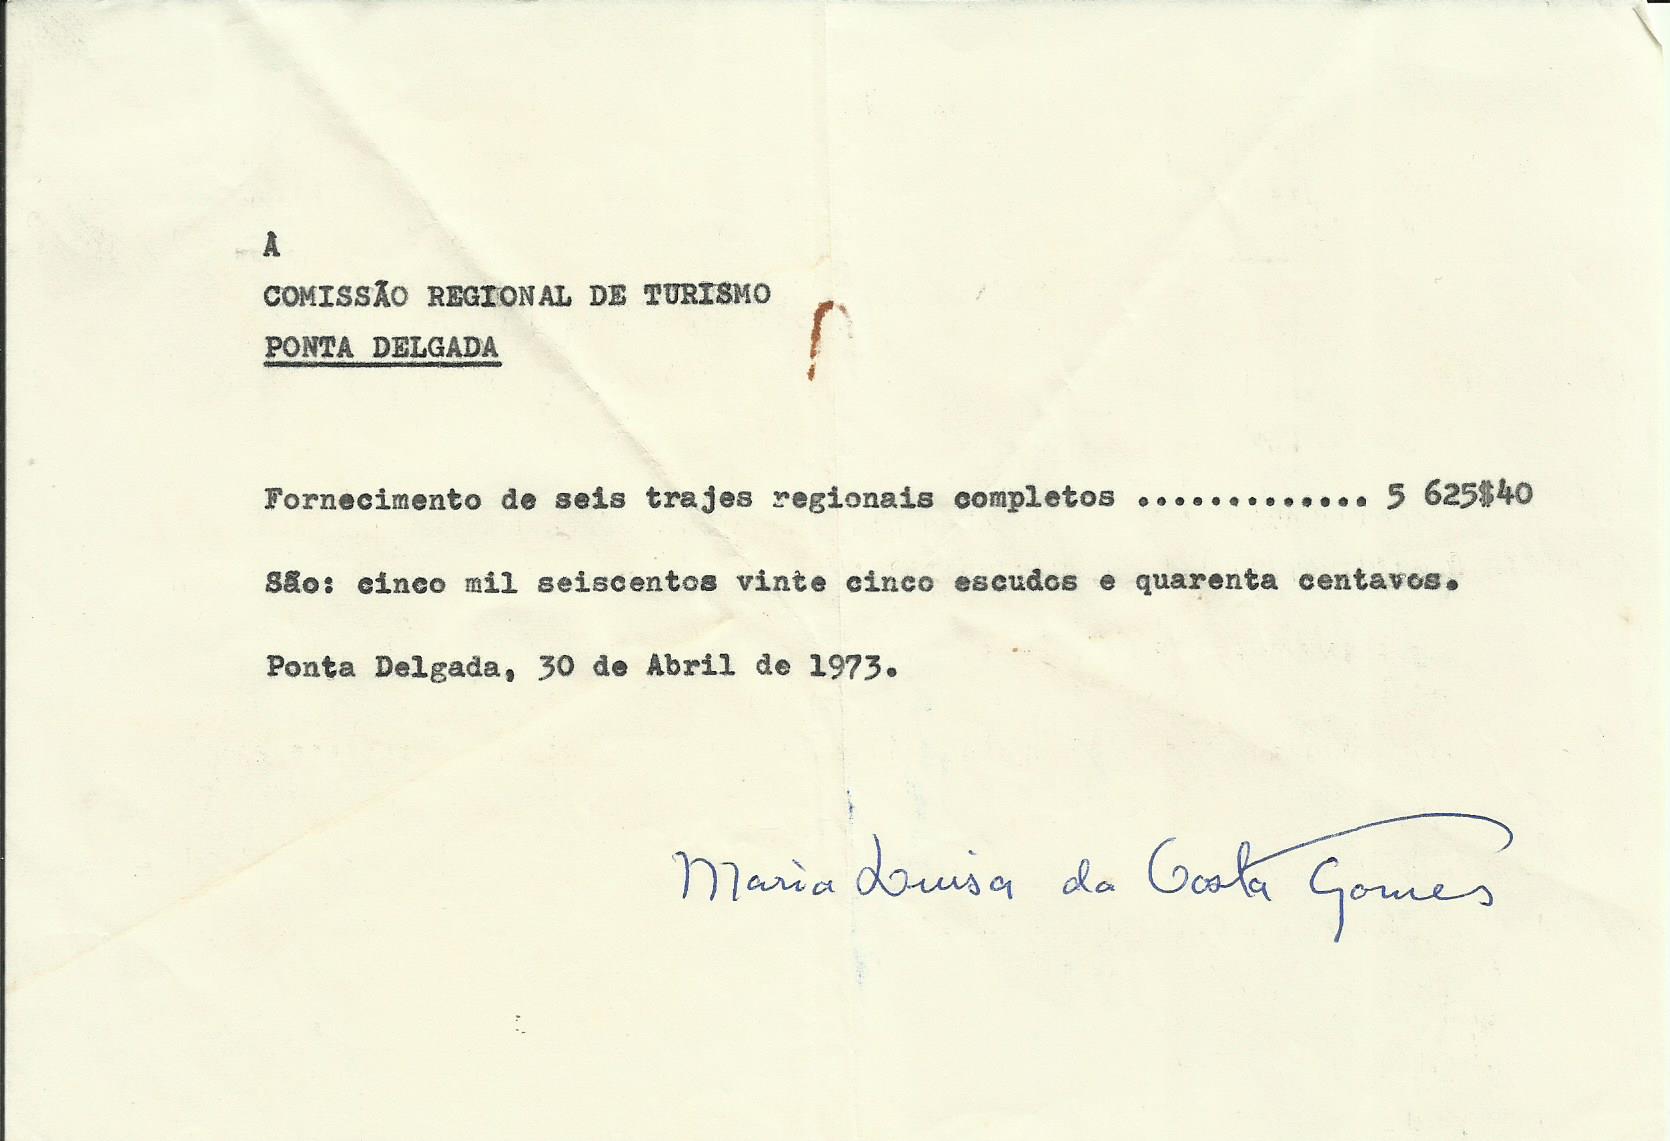 À
COMISSÃO REGIONAL DE TURISMO
PONTA DELGADA
Fornecimento de seis trajes regionais completos ............. 5 625$40
São: cinco mil seiscentos vinte cinco escudos e quarenta centavos.
Ponta Delgada, 30 de Abril de 1973.
Maria Luisa da Costa Gomes